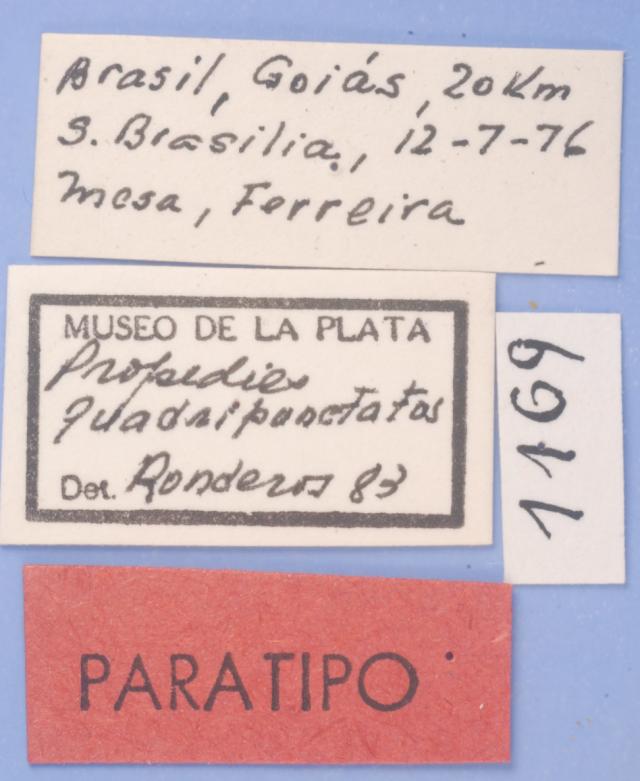 Brasil, Goiás, 20Km
S. Brasilia., 12-7-76
Mesa, Ferreira
MUSEO DE LA PLATA
Propedies
quadripunctatus
Det. Ronderos 83
1169
PARATIPO